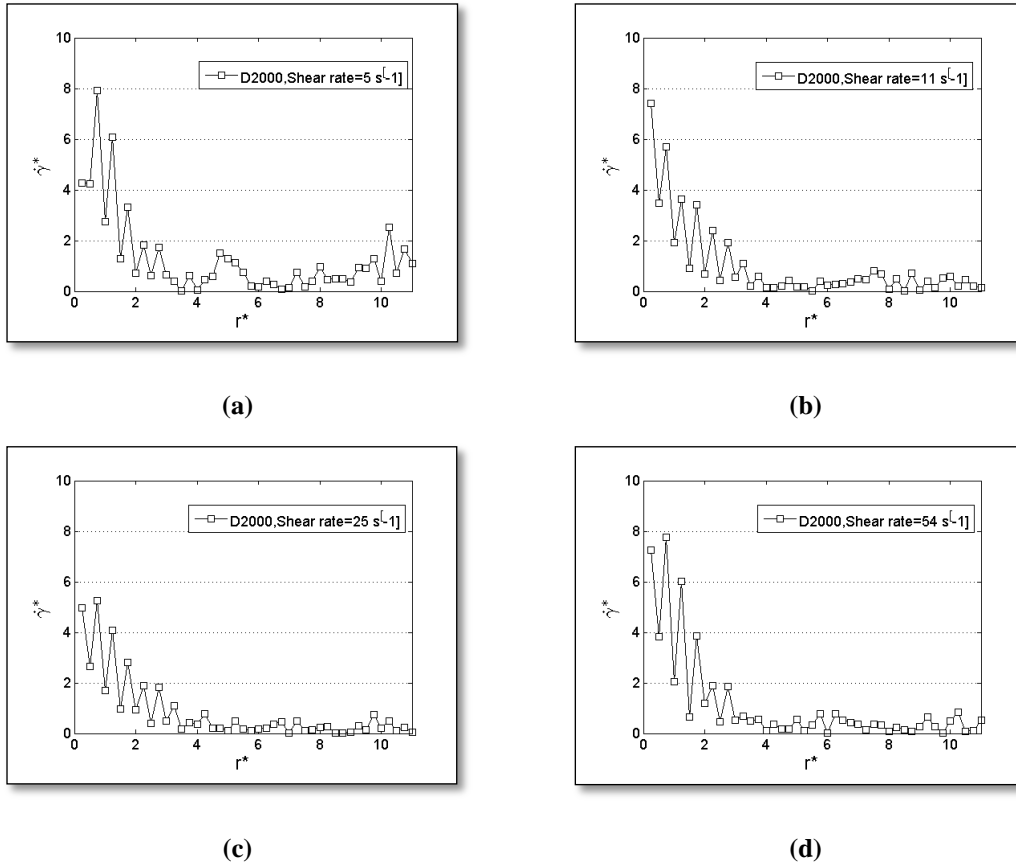 10
8
6
4
2
0
0 2 4 6 8 10
γ̇*
r*
D2000,Shear rate=5 s[-1]
(a)
10
8
6
4
2
0
0 2 4 6 8 10
γ̇*
r*
D2000,Shear rate=11 s[-1]
(b)
10
8
6
4
2
0
0 2 4 6 8 10
γ̇*
r*
D2000,Shear rate=25 s[-1]
(c)
10
8
6
4
2
0
0 2 4 6 8 10
γ̇*
r*
D2000,Shear rate=54 s[-1]
(d)